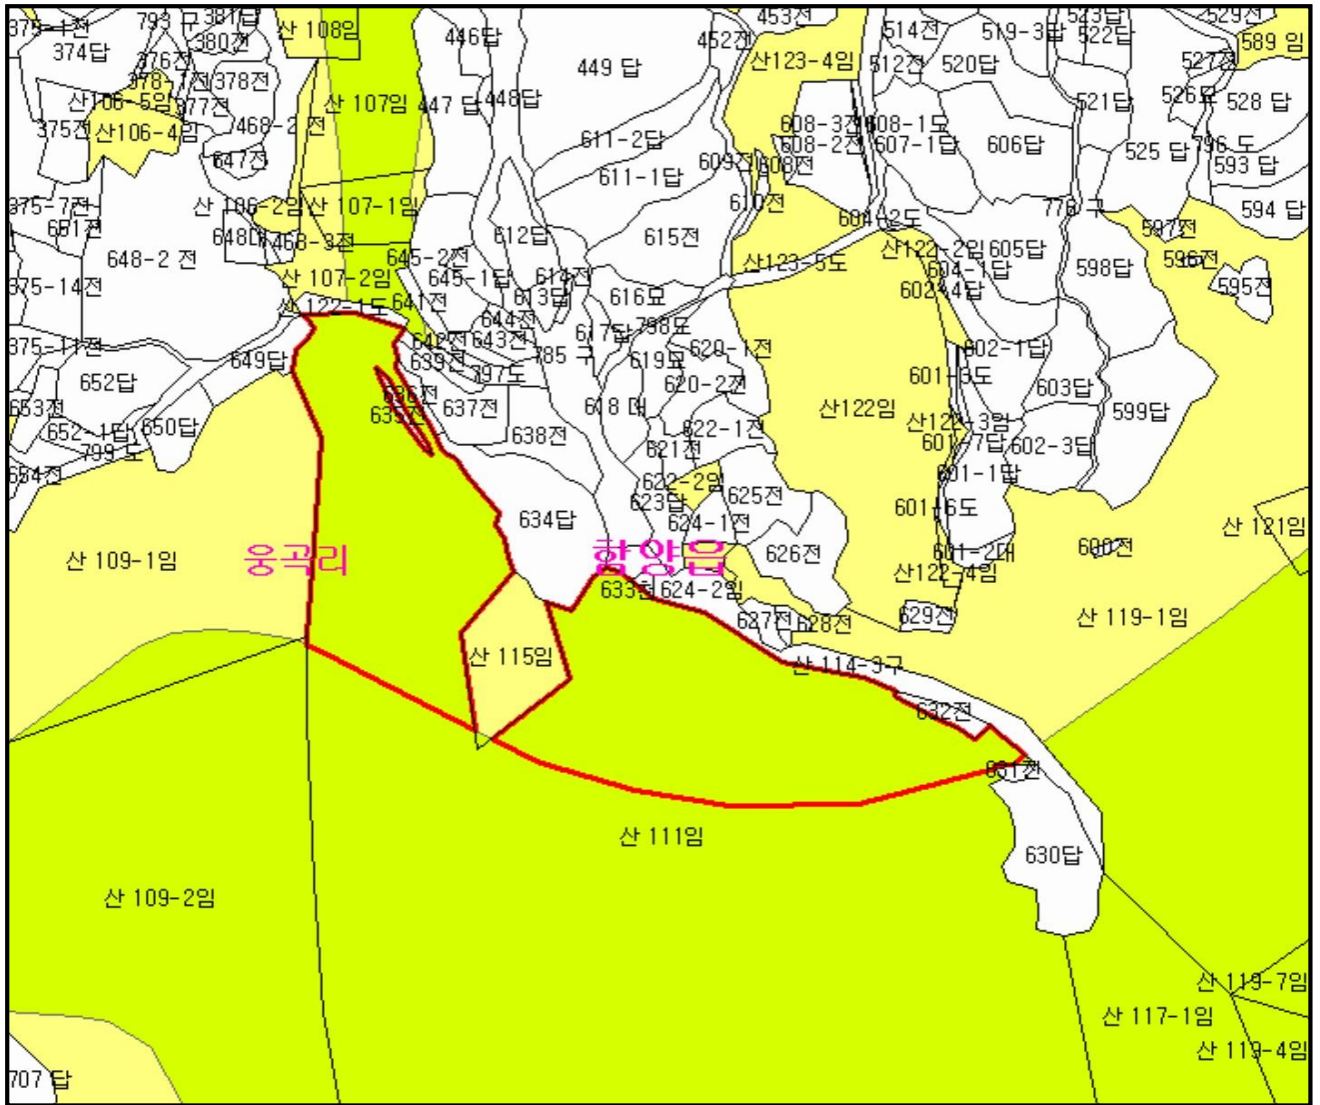 375-1전
793 구
381답
산 108임
446답
452전
453전
514전
519-3답
523답
522답
529전
589 임
374답
376전
380전
449 답
산123-4임
512전
520답
527전
378-1전
378전
산106-5임
377전
산 107임
447 답
448답
521답
526묘
528 답
375전
산106-4임
468-2 전
611-2답
608-3전
608-1도
608-2전
607-1답
606답
525 답
796 도
647전
611-1답
609전
608전
593 답
375-7전
산 106-2임
산 107-1임
610전
604-2도
776 구
594 답
651전
648대
468-3전
612답
615전
597전
648-2 전
645-2전
산123-5도
산122-2임
605답
598답
596전
산 107-2임
645-1답
614전
604-1답
375-14전
산 122-1도
641전
613답
616묘
602-4답
595전
644전
617답
798도
375-11전
642전
643전
785 구
620-1전
602-1답
649답
639전
797도
619묘
652답
636전
620-2전
601-5도
603답
653전
635전
637전
618 대
산122임
599답
652-1답
650답
638전
622-1전
산122-3임
799 도
621전
601-7답
602-3답
654전
622-2임
601-1답
623답
625전
634답
624-1전
601-6도
산 121임
산 109-1임
웅곡리
함양읍
626전
601-2대
600전
산122-4임
633천
624-2임
627전
628전
629전
산 119-1임
산 115임
산 114-3구
632전
631전
산 111임
630답
산 109-2임
산 119-7임
산 117-1임
산 119-4임
707 답